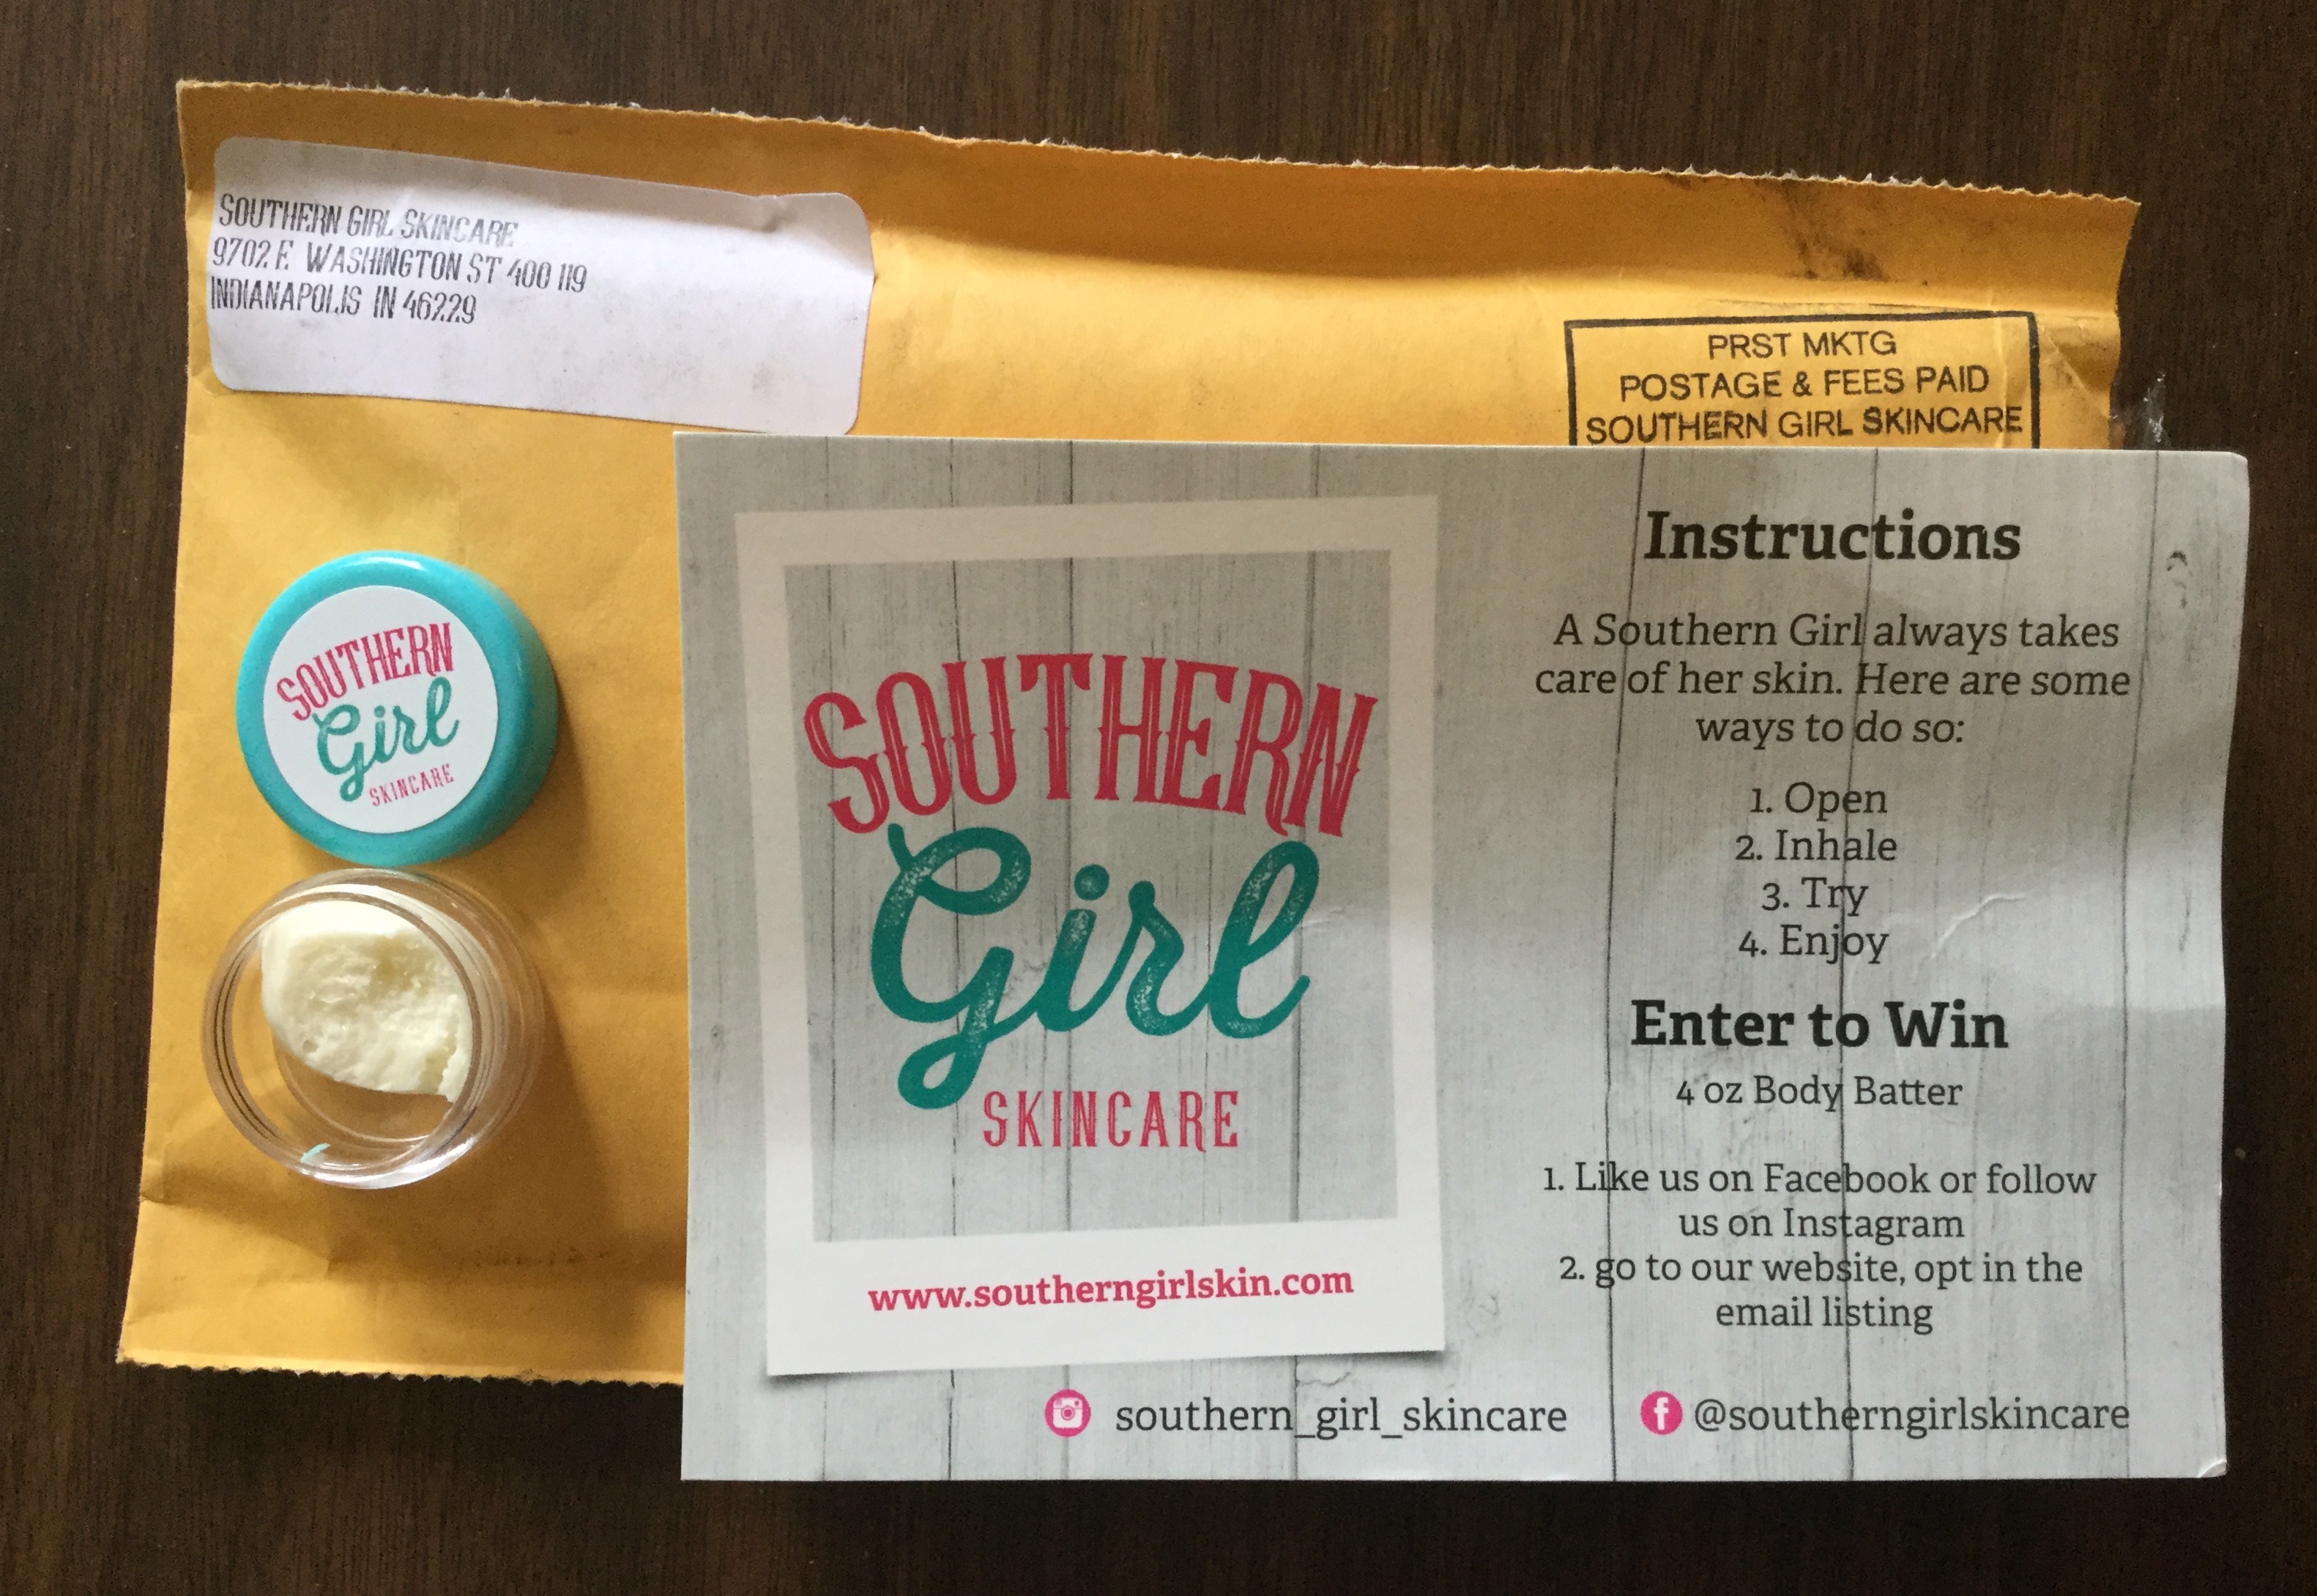 SOUTHERN GIRL SKINCARE
9702 E WASHINGTON ST 400 119
INDIANAPOLIS IN 46229
PRST MKTG
POSTAGE & FEES PAID
SOUTHERN GIRL SKINCARE
SOUTHERN
Girl
SKINCARE
SOUTHERN
Girl
SKINCARE
www.southerngirlskin.com
Instructions
A Southern Girl always takes
care of her skin. Here are some
ways to do so:
1. Open
2. Inhale
3. Try
4. Enjoy
Enter to Win
4 oz Body Batter
1. Like us on Facebook or follow
us on Instagram
2. go to our website, opt in the
email listing
southern_girl_skincare
@southerngirlskincare